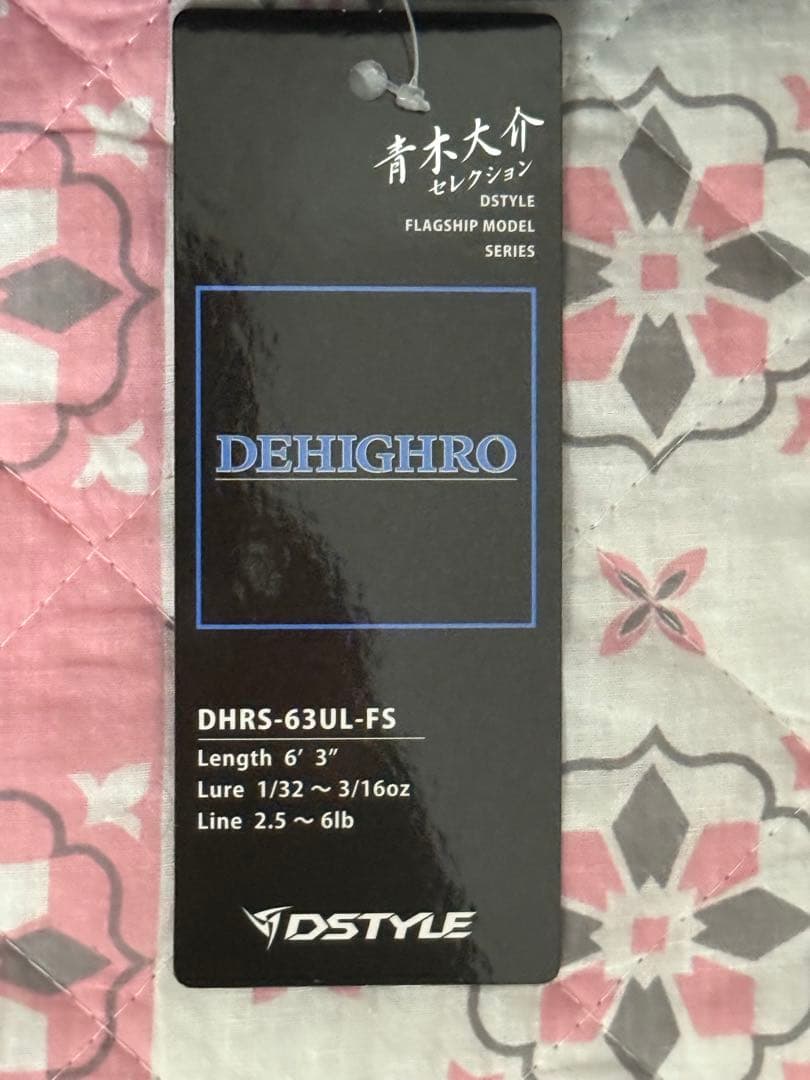 青木大介
セレクション
DSTYLE
FLAGSHIP MODEL
SERIES
DEHIGHRO
DHRS-63UL-FS
Length 6′ 3″
Lure 1/32～3/16oz
Line 2.5～6lb
DSTYLE